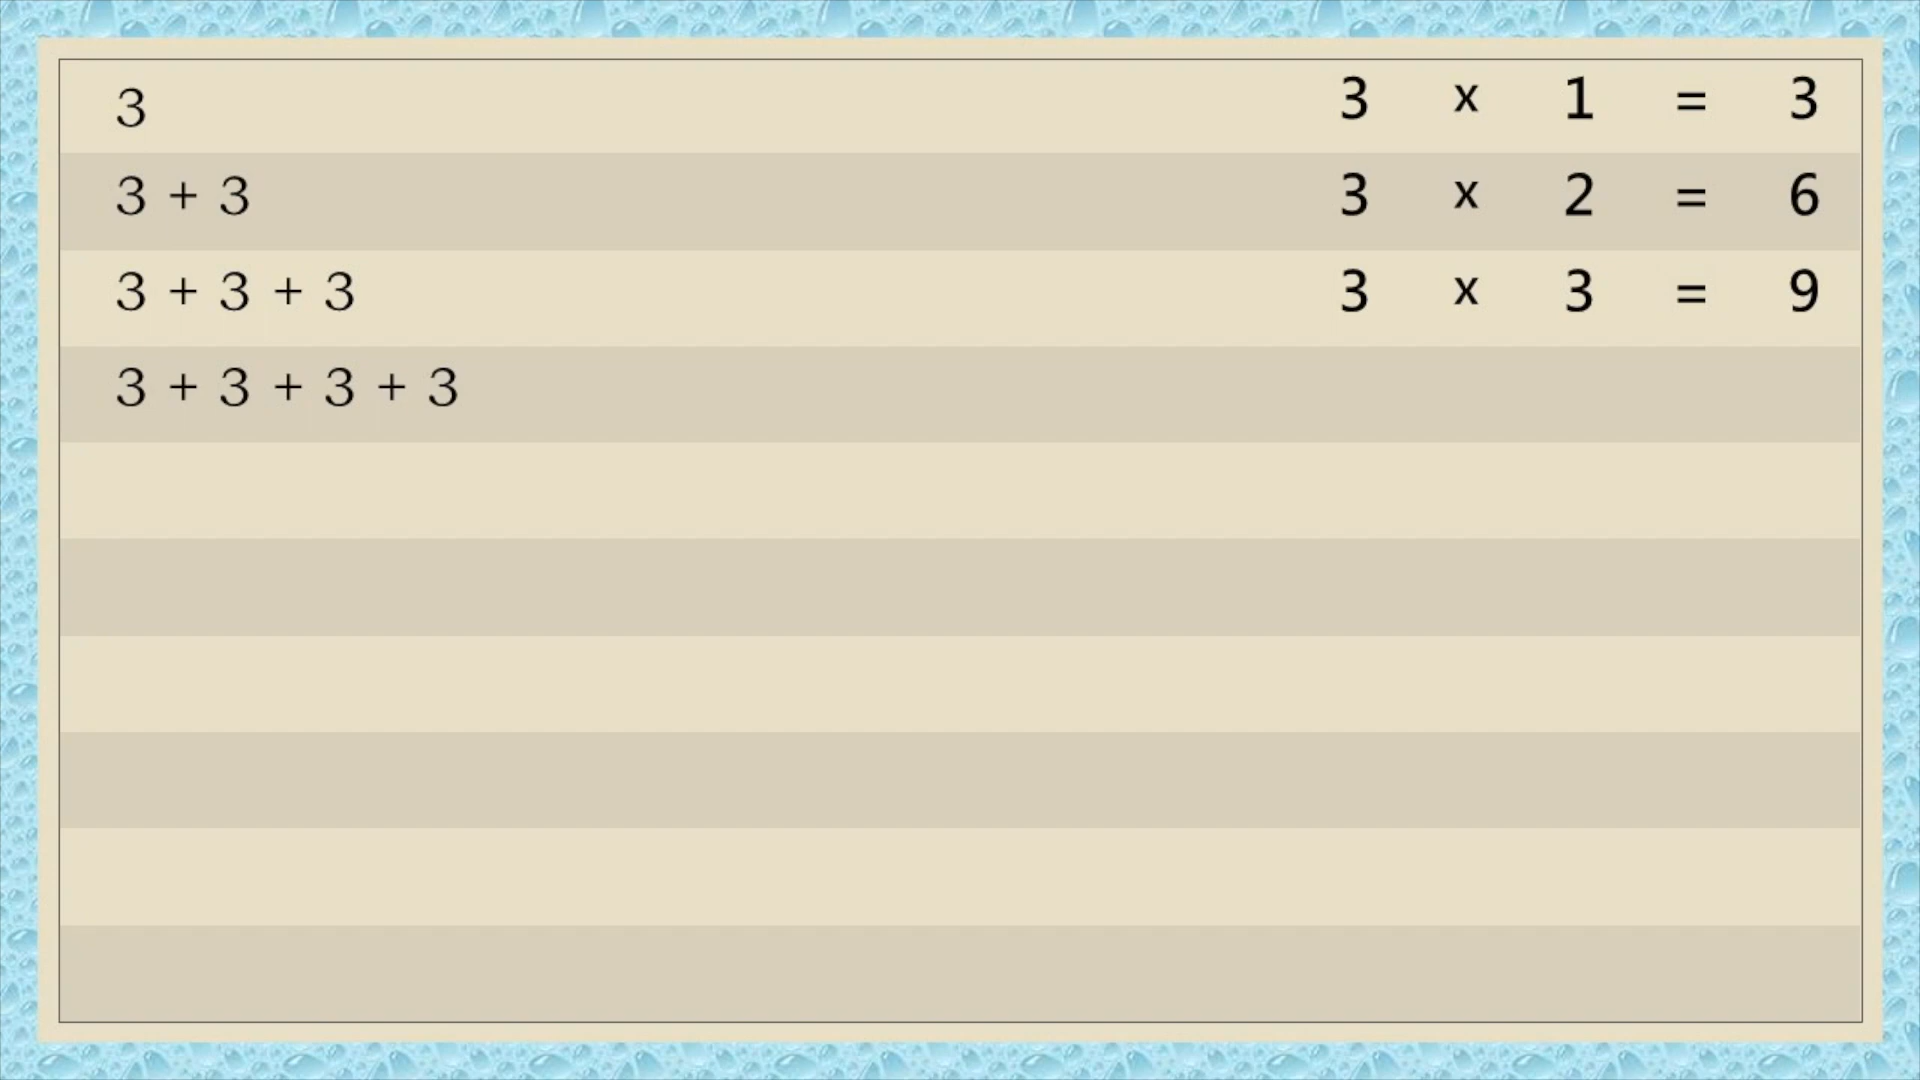 3 3 x 1 = 3
3 + 3 3 x 2 = 6
3 + 3 + 3 3 x 3 = 9
3 + 3 + 3 + 3